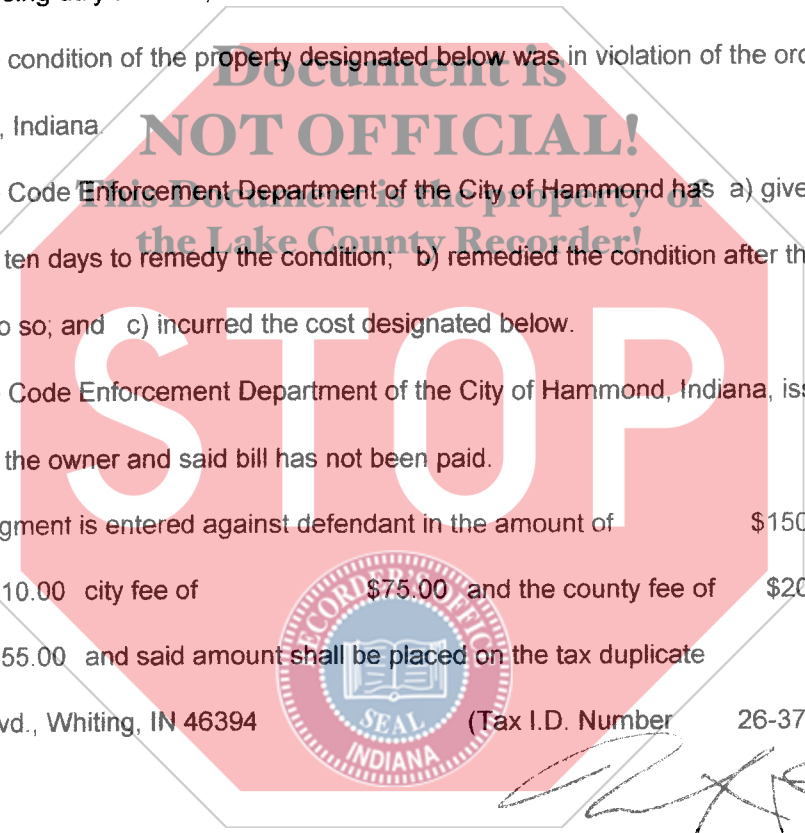 condition of the property designated below was in violation of the
Document is
, Indiana.
NOT OFFICIAL!
Code Enforcement Department of the City of Hammond has a) give
This Document is the property of
the Lake County Recorder!
ten days to remedy the condition; b) remedied the condition after
so; and c) incurred the cost designated below.
STOP
Code Enforcement Department of the City of Hammond, Indiana,
the owner and said bill has not been paid.
is entered against defendant in the amount of $150
10.00 city fee of $75.00 and the county fee of $20
55.00 and said amount shall be placed on the tax duplicate
vd., Whiting, IN 46394 (Tax I.D. Number 26-37
RECORDER'S OFFICE
SEAL
INDIANA